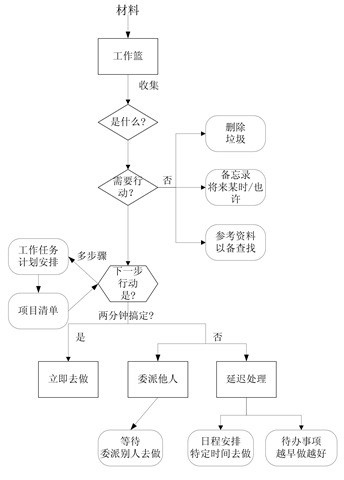 材料
工作篮
收集
是什么?
删除
垃圾
需要行
动?
否
备忘录
将来某时/也
许
参考资料
以备查找
工作任务
计划安排
多步骤
下一步
行动
是?
项目清单
两分钟搞定?
是
否
立即去做
委派他人
延迟处理
等待
委派别人去做
日程安排
特定时间去做
待办事项
越早做越好